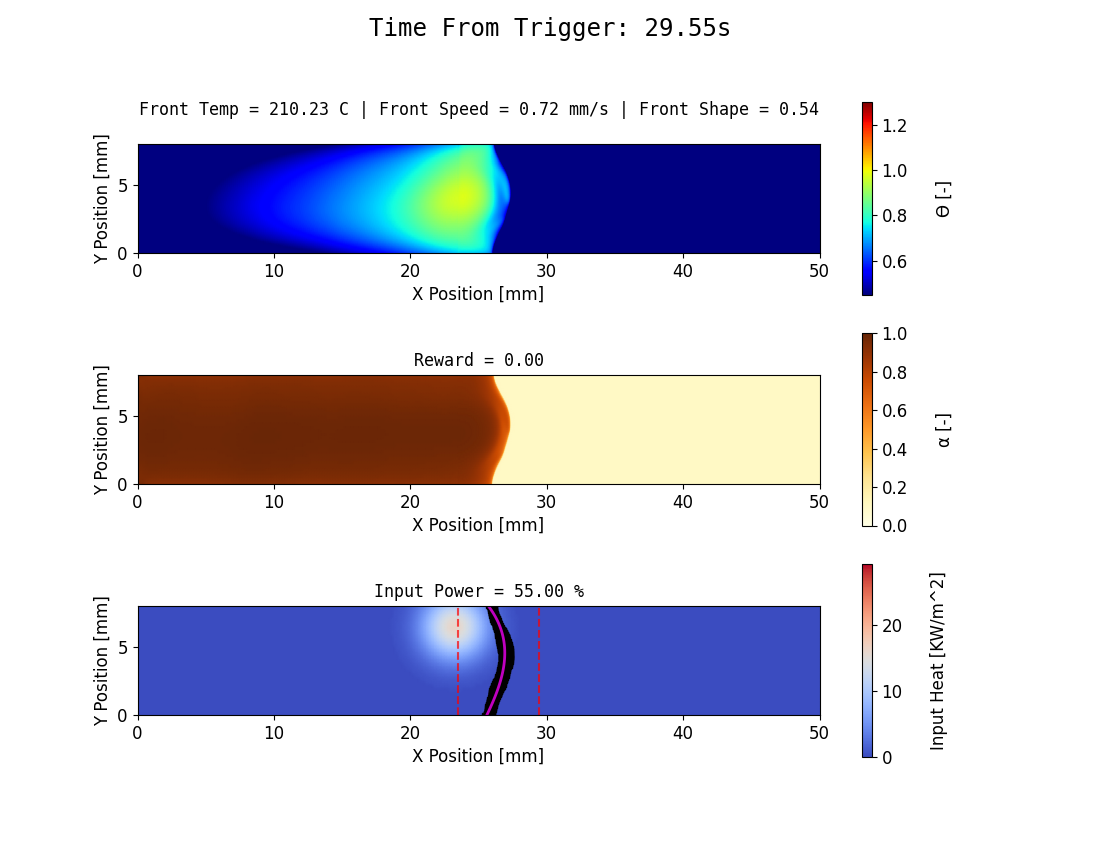 Time From Trigger: 29.55s
Front Temp = 210.23 C | Front Speed = 0.72 mm/s | Front Shape = 0.54
Y Position [mm]
5
0
0 10 20 30 40 50
X Position [mm]
1.2
1.0
0.8
0.6
Θ [-]
Reward = 0.00
Y Position [mm]
5
0
0 10 20 30 40 50
X Position [mm]
1.0
0.8
0.6
0.4
0.2
0.0
α [-]
Input Power = 55.00 %
Y Position [mm]
5
0
0 10 20 30 40 50
X Position [mm]
20
10
0
Input Heat [KW/m^2]